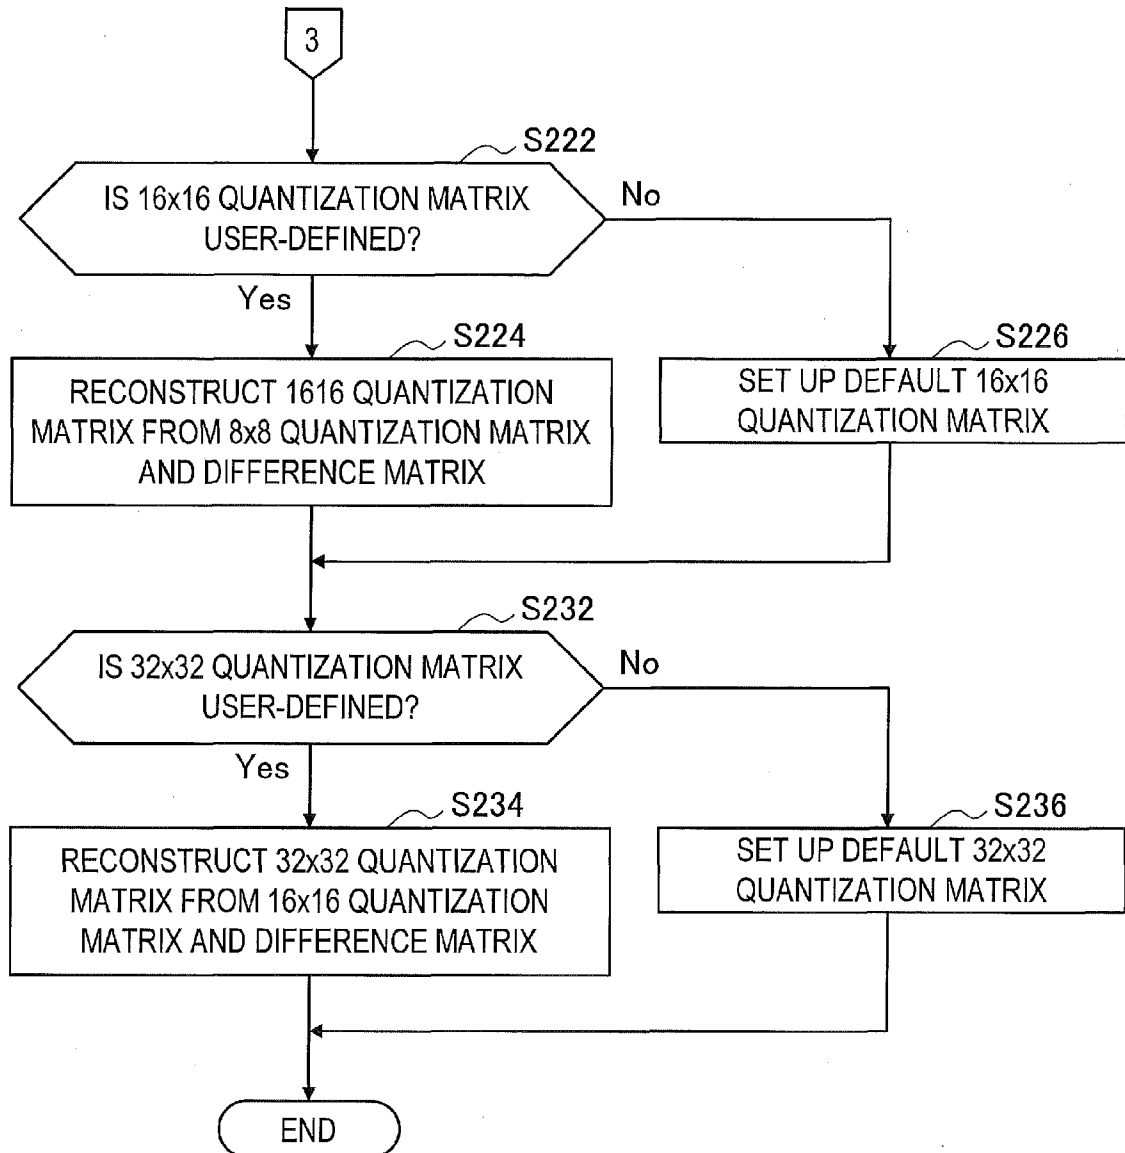 3
S222
IS 16x16 QUANTIZATION MATRIX
USER-DEFINED?
No
Yes
S224
RECONSTRUCT 1616 QUANTIZATION
MATRIX FROM 8x8 QUANTIZATION MATRIX
AND DIFFERENCE MATRIX
S226
SET UP DEFAULT 16x16
QUANTIZATION MATRIX
S232
IS 32x32 QUANTIZATION MATRIX
USER-DEFINED?
No
Yes
S234
RECONSTRUCT 32x32 QUANTIZATION
MATRIX FROM 16x16 QUANTIZATION
MATRIX AND DIFFERENCE MATRIX
S236
SET UP DEFAULT 32x32
QUANTIZATION MATRIX
END